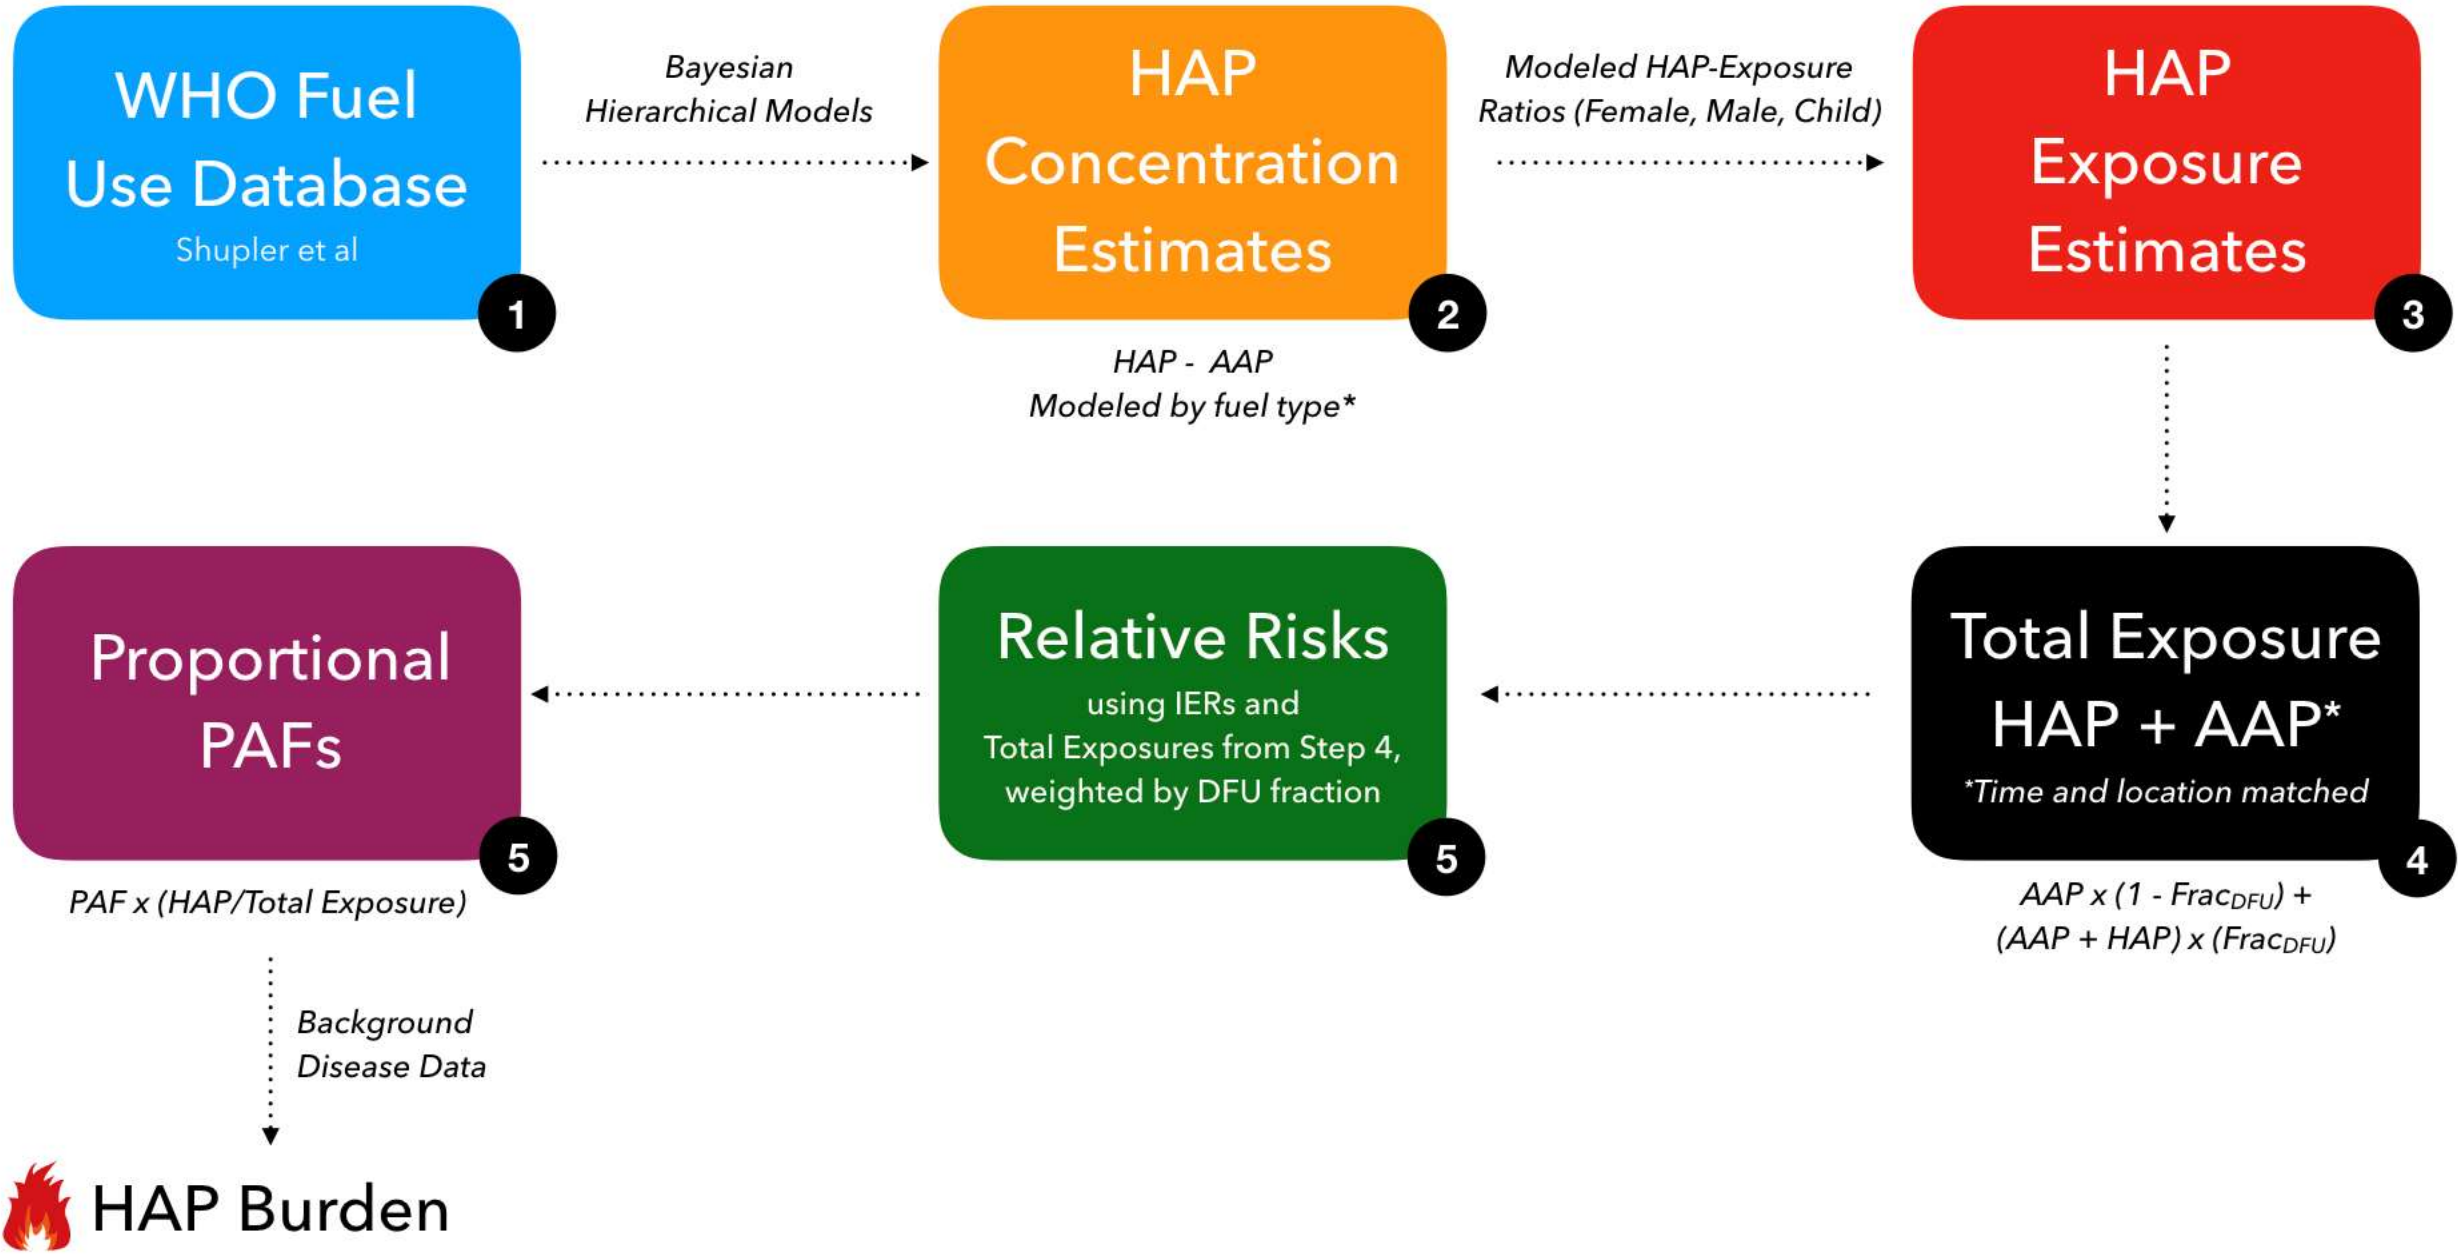 WHO Fuel
Use Database
Shupler et al
1
Bayesian
Hierarchical Models
HAP
Concentration
Estimates
2
HAP - AAP
Modeled by fuel type*
Modeled HAP-Exposure
Ratios (Female, Male, Child)
HAP
Exposure
Estimates
3
Total Exposure
HAP + AAP*
*Time and location matched
4
AAP x (1 - FracDFU) +
(AAP + HAP) x (FracDFU)
Relative Risks
using IERs and
Total Exposures from Step 4,
weighted by DFU fraction
5
Proportional
PAFs
5
PAF x (HAP/Total Exposure)
Background
Disease Data
HAP Burden